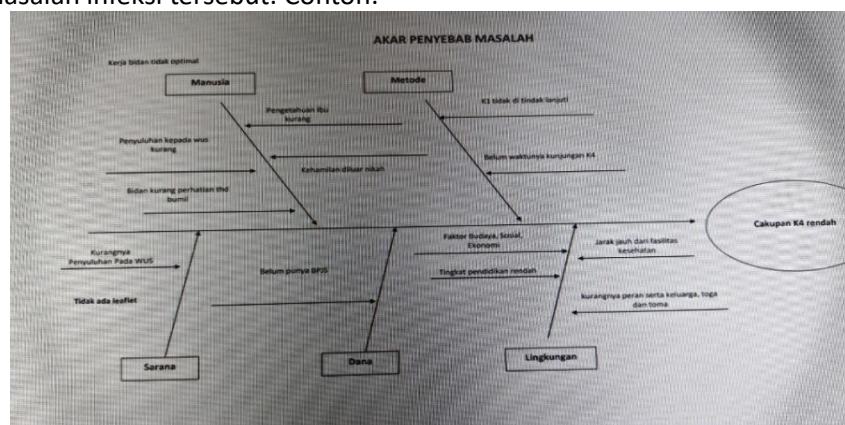 masalah infeksi tersebut? Contoh:
AKAR PENYEBAB MASALAH
Kerja bidan tidak optimal
Manusia
Metode
Pengetahuan ibu
kurang
K1 tidak di tindak lanjuti
Penyuluhan kepada wus
kurang
Kehamilan diluar nikah
Belum waktunya kunjungan K4
Bidan kurang perhatian thd
bumil
Cakupan K4 rendah
Kurangnya
Penyuluhan Pada WUS
Belum punya BPJS
Faktor Budaya, Sosial,
Ekonomi
Jarak jauh dari fasilitas
kesehatan
Tingkat pendidikan rendah
Tidak ada leaflet
kurangnya peran serta keluarga, toga
dan toma
Sarana
Dana
Lingkungan